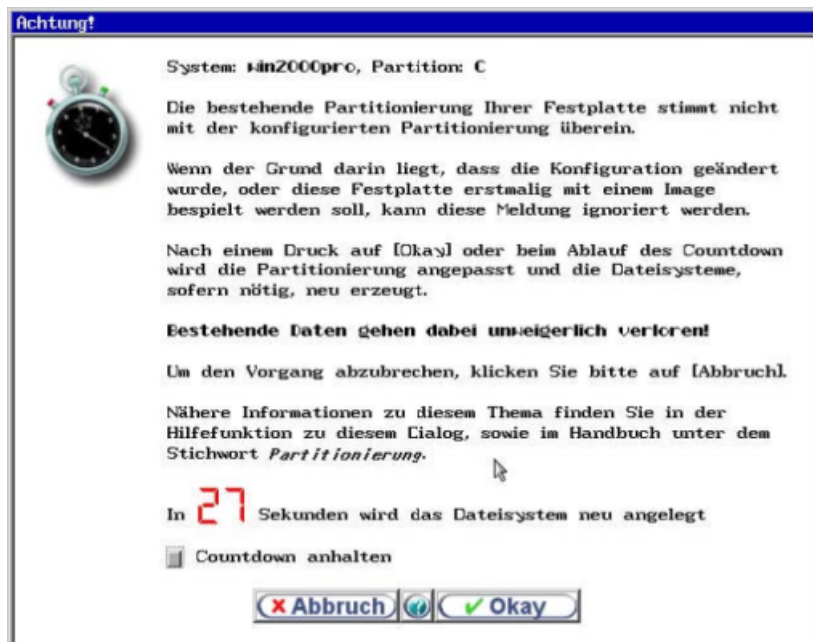 Achtung!
System: win2000pro, Partition: C
Die bestehende Partitionierung Ihrer Festplatte stimmt nicht
mit der konfigurierten Partitionierung überein.
Wenn der Grund darin liegt, dass die Konfiguration geändert
wurde, oder diese Festplatte erstmalig mit einem Image
bespielt werden soll, kann diese Meldung ignoriert werden.
Nach einem Druck auf [Okay] oder beim Ablauf des Countdown
wird die Partitionierung angepasst und die Dateisysteme,
sofern nötig, neu erzeugt.
Bestehende Daten gehen dabei unweigerlich verloren!
Um den Vorgang abzubrechen, klicken Sie bitte auf [Abbruch].
Nähere Informationen zu diesem Thema finden Sie in der
Hilfefunktion zu diesem Dialog, sowie im Handbuch unter dem
Stichwort Partitionierung.
In 27 Sekunden wird das Dateisystem neu angelegt
Countdown anhalten
Abbruch ? Okay